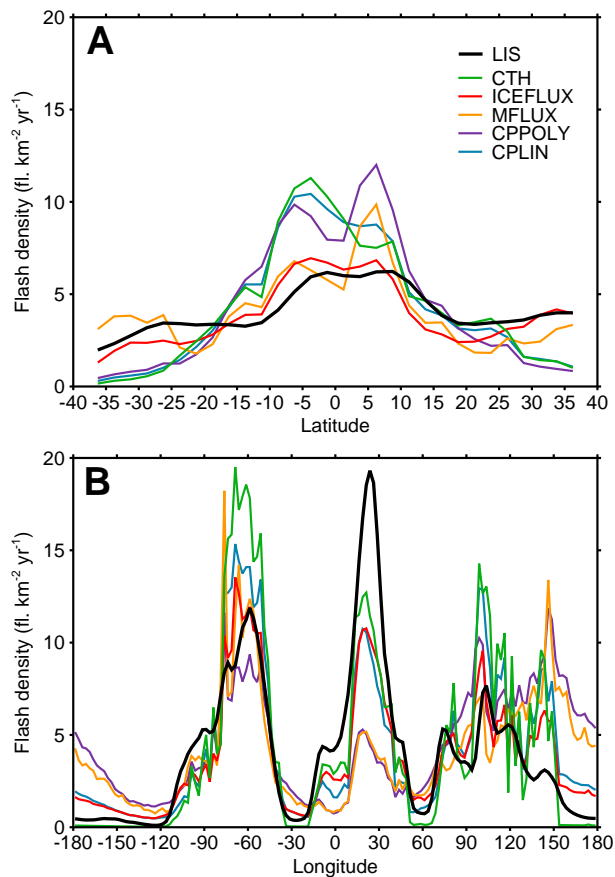 A
20
15
10
5
0
Flash density (fl. km-2 yr-1)
LIS
CTH
ICEFLUX
MFLUX
CPPOLY
CPLIN
-40 -35 -30 -25 -20 -15 -10 -5 0 5 10 15 20 25 30 35 40
Latitude
B
20
15
10
5
0
Flash density (fl. km-2 yr-1)
-180 -150 -120 -90 -60 -30 0 30 60 90 120 150 180
Longitude